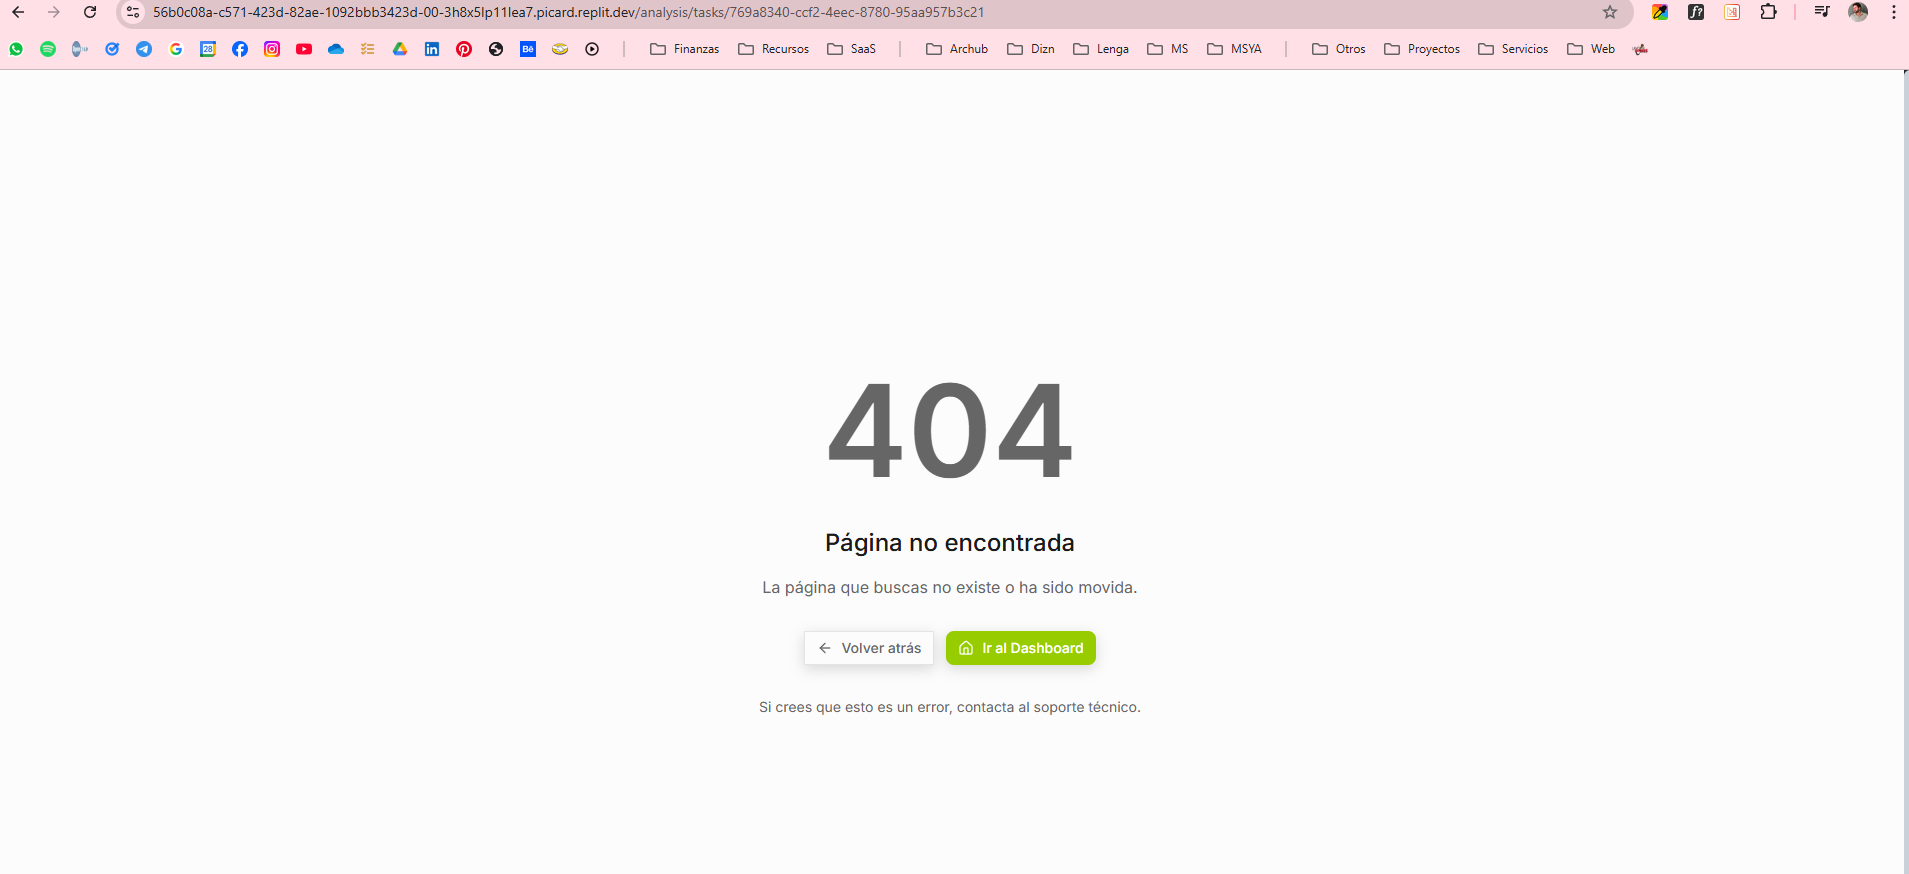 56b0c08a-c571-423d-82ae-1092bbb3423d-00-3h8x5lp11lea7.picard.replit.dev/analysis/tasks/769a8340-ccf2-4eec-8780-95aa957b3c21
28 Bē Finanzas Recursos SaaS Archub Dizn Lenga MS MSYA Otros Proyectos Servicios Web
404
Página no encontrada
La página que buscas no existe o ha sido movida.
Volver atrás Ir al Dashboard
Si crees que esto es un error, contacta al soporte técnico.